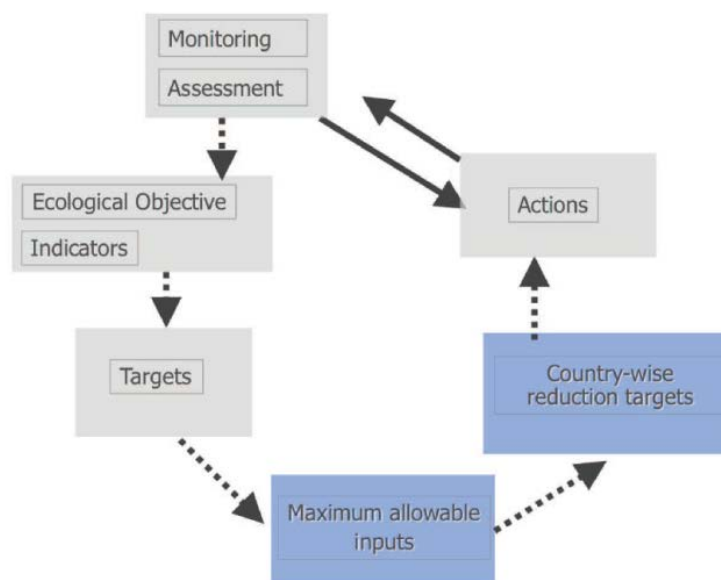 Monitoring
Assessment
Ecological Objective
Indicators
Actions
Targets
Country-wise
reduction targets
Maximum allowable
inputs